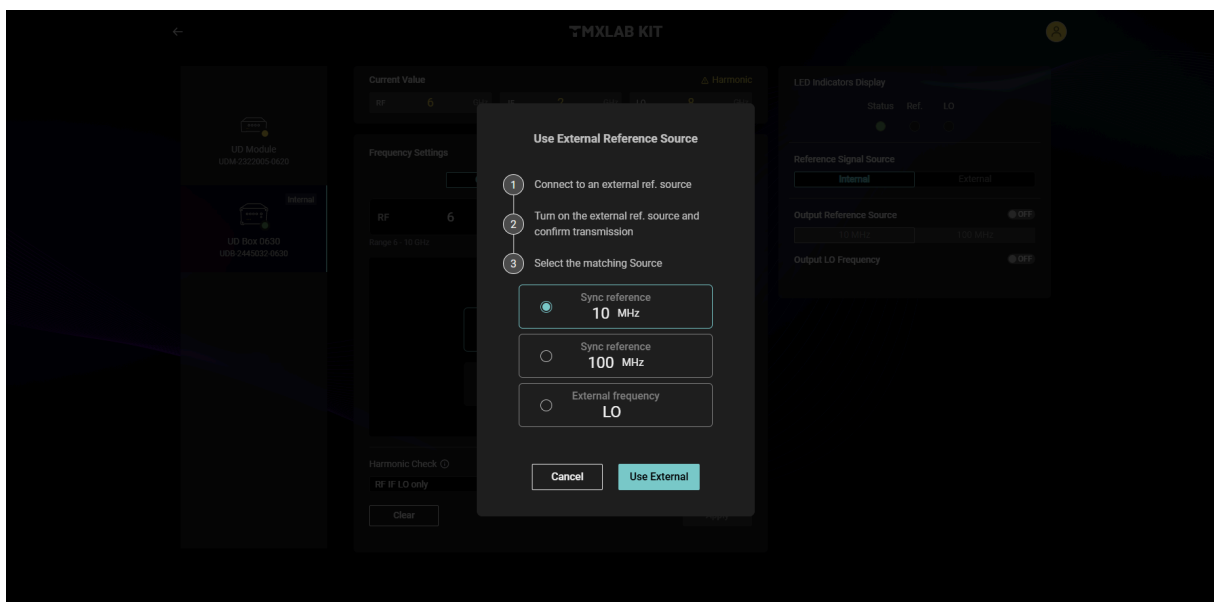 TMXLAB KIT
Current Value
Harmonic
RF 6 IF 2 LO 8
UD Module
UDM-2322005-0620
Internal
UD Box 0630
UDB-2445032-0630
Frequency Settings
RF 6
Range 6 - 10 GHz
Harmonic Check
RF IF LO only
Clear
Use External Reference Source
1 Connect to an external ref. source
2 Turn on the external ref. source and
confirm transmission
3 Select the matching Source
Sync reference
10 MHz
Sync reference
100 MHz
External frequency
LO
Cancel Use External
LED Indicators Display
Status Ref. LO
Reference Signal Source
Internal External
Output Reference Source OFF
10 MHz 100 MHz
Output LO Frequency OFF